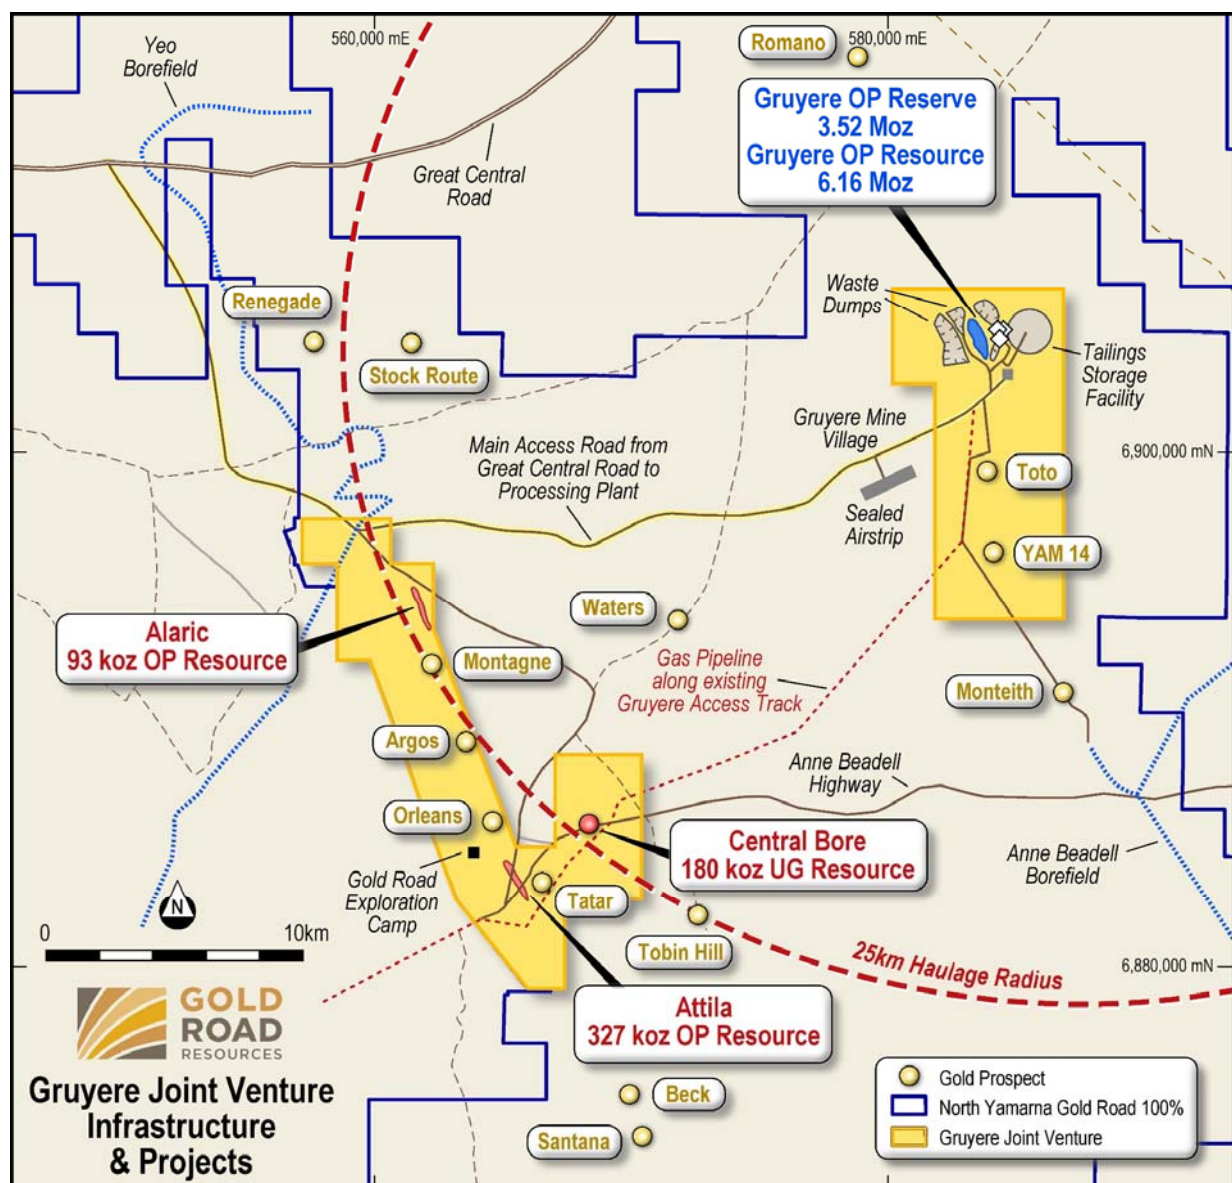 Yeo
Borefield
560,000 mE
Romano
580,000 mE
Gruyere OP Reserve
3.52 Moz
Gruyere OP Resource
6.16 Moz
Great Central
Road
Renegade
Stock Route
Waste
Dumps
Tailings
Storage
Facility
Gruyere Mine
Village
Main Access Road from
Great Central Road to
Processing Plant
6,900,000 mN
Toto
Sealed
Airstrip
YAM 14
Waters
Alaric
93 koz OP Resource
Montagne
Gas Pipeline
along existing
Gruyere Access Track
Monteith
Argos
Anne Beadell
Highway
Orleans
Central Bore
180 koz UG Resource
Anne Beadell
Borefield
Gold Road
Exploration
Camp
Tatar
N
0 10km
Tobin Hill
25km Haulage Radius
6,880,000 mN
Attila
327 koz OP Resource
GOLD
ROAD
RESOURCES
Gruyere Joint Venture
Infrastructure
& Projects
Beck
Santana
Gold Prospect
North Yamarna Gold Road 100%
Gruyere Joint Venture